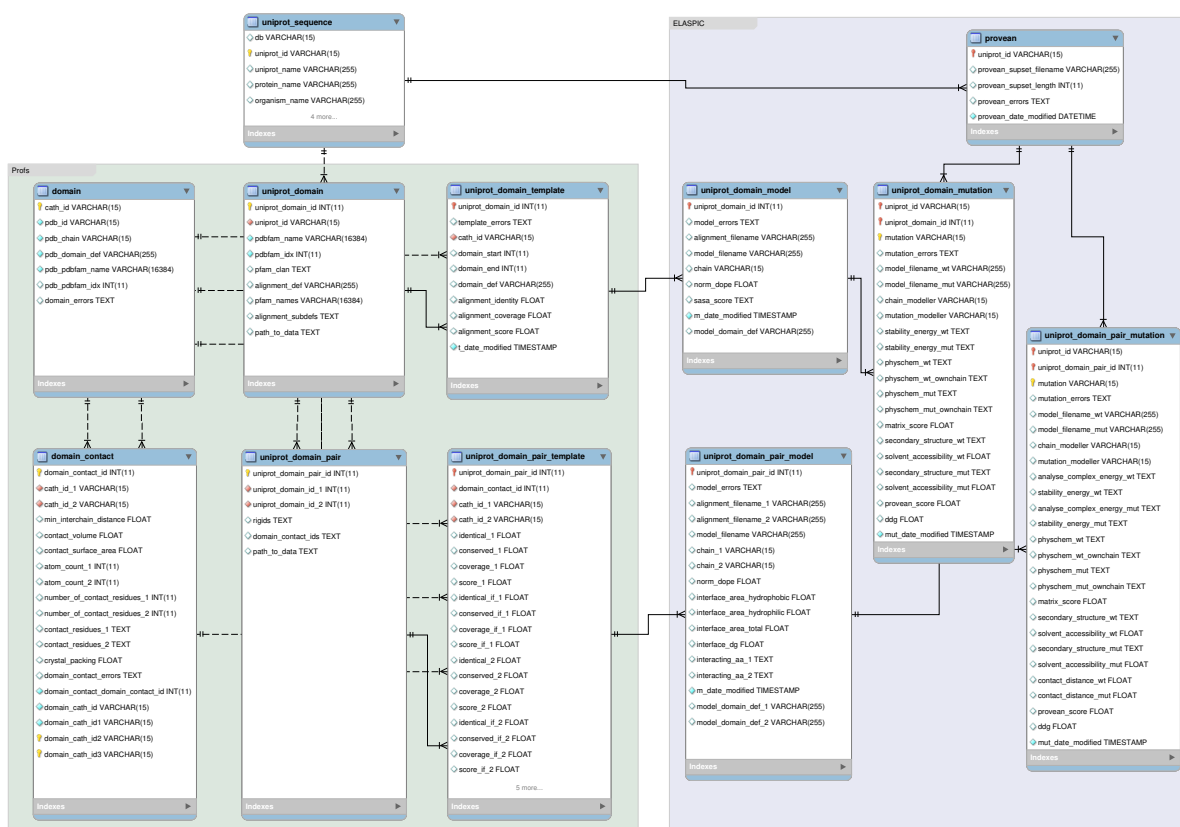 uniprot_sequence
db VARCHAR(15)
uniprot_id VARCHAR(15)
uniprot_name VARCHAR(255)
protein_name VARCHAR(255)
organism_name VARCHAR(255)
4 more...
Indexes
ELASPIC
provean
uniprot_id VARCHAR(15)
provean_supset_filename VARCHAR(255)
provean_supset_length INT(11)
provean_errors TEXT
provean_date_modified DATETIME
Indexes
Profs
domain
cath_id VARCHAR(15)
pdb_id VARCHAR(15)
pdb_chain VARCHAR(15)
pdb_domain_def VARCHAR(255)
pdb_pdbfam_name VARCHAR(16384)
pdb_pdbfam_idx INT(11)
domain_errors TEXT
Indexes
uniprot_domain
uniprot_domain_id INT(11)
uniprot_id VARCHAR(15)
pdbfam_name VARCHAR(16384)
pdbfam_idx INT(11)
pfam_clan TEXT
alignment_def VARCHAR(255)
pfam_names VARCHAR(16384)
alignment_subdefs TEXT
path_to_data TEXT
Indexes
uniprot_domain_template
uniprot_domain_id INT(11)
template_errors TEXT
cath_id VARCHAR(15)
domain_start INT(11)
domain_end INT(11)
domain_def VARCHAR(255)
alignment_identity FLOAT
alignment_coverage FLOAT
alignment_score FLOAT
t_date_modified TIMESTAMP
Indexes
uniprot_domain_model
uniprot_domain_id INT(11)
model_errors TEXT
alignment_filename VARCHAR(255)
model_filename VARCHAR(255)
chain VARCHAR(15)
norm_dope FLOAT
sasa_score TEXT
m_date_modified TIMESTAMP
model_domain_def VARCHAR(255)
Indexes
uniprot_domain_mutation
uniprot_id VARCHAR(15)
uniprot_domain_id INT(11)
mutation VARCHAR(15)
mutation_errors TEXT
model_filename_wt VARCHAR(255)
model_filename_mut VARCHAR(255)
chain_modeller VARCHAR(15)
mutation_modeller VARCHAR(15)
stability_energy_wt TEXT
stability_energy_mut TEXT
physchem_wt TEXT
physchem_wt_ownchain TEXT
physchem_mut TEXT
physchem_mut_ownchain TEXT
matrix_score FLOAT
secondary_structure_wt TEXT
solvent_accessibility_wt FLOAT
secondary_structure_mut TEXT
solvent_accessibility_mut FLOAT
provean_score FLOAT
ddg FLOAT
mut_date_modified TIMESTAMP
Indexes
uniprot_domain_pair_mutation
uniprot_id VARCHAR(15)
uniprot_domain_pair_id INT(11)
mutation VARCHAR(15)
mutation_errors TEXT
model_filename_wt VARCHAR(255)
model_filename_mut VARCHAR(255)
chain_modeller VARCHAR(15)
mutation_modeller VARCHAR(15)
analyse_complex_energy_wt TEXT
stability_energy_wt TEXT
analyse_complex_energy_mut TEXT
stability_energy_mut TEXT
physchem_wt TEXT
physchem_wt_ownchain TEXT
physchem_mut TEXT
physchem_mut_ownchain TEXT
matrix_score FLOAT
secondary_structure_wt TEXT
solvent_accessibility_wt FLOAT
secondary_structure_mut TEXT
solvent_accessibility_mut FLOAT
contact_distance_wt FLOAT
contact_distance_mut FLOAT
provean_score FLOAT
ddg FLOAT
mut_date_modified TIMESTAMP
Indexes
domain_contact
domain_contact_id INT(11)
cath_id_1 VARCHAR(15)
cath_id_2 VARCHAR(15)
min_interchain_distance FLOAT
contact_volume FLOAT
contact_surface_area FLOAT
atom_count_1 INT(11)
atom_count_2 INT(11)
number_of_contact_residues_1 INT(11)
number_of_contact_residues_2 INT(11)
contact_residues_1 TEXT
contact_residues_2 TEXT
crystal_packing FLOAT
domain_contact_errors TEXT
domain_contact_domain_contact_id INT(11)
domain_cath_id VARCHAR(15)
domain_cath_id1 VARCHAR(15)
domain_cath_id2 VARCHAR(15)
domain_cath_id3 VARCHAR(15)
Indexes
uniprot_domain_pair
uniprot_domain_pair_id INT(11)
uniprot_domain_id_1 INT(11)
uniprot_domain_id_2 INT(11)
rigids TEXT
domain_contact_ids TEXT
path_to_data TEXT
Indexes
uniprot_domain_pair_template
uniprot_domain_pair_id INT(11)
domain_contact_id INT(11)
cath_id_1 VARCHAR(15)
cath_id_2 VARCHAR(15)
identical_1 FLOAT
conserved_1 FLOAT
coverage_1 FLOAT
score_1 FLOAT
identical_if_1 FLOAT
conserved_if_1 FLOAT
coverage_if_1 FLOAT
score_if_1 FLOAT
identical_2 FLOAT
conserved_2 FLOAT
coverage_2 FLOAT
score_2 FLOAT
identical_if_2 FLOAT
conserved_if_2 FLOAT
coverage_if_2 FLOAT
score_if_2 FLOAT
5 more...
Indexes
uniprot_domain_pair_model
uniprot_domain_pair_id INT(11)
model_errors TEXT
alignment_filename_1 VARCHAR(255)
alignment_filename_2 VARCHAR(255)
model_filename VARCHAR(255)
chain_1 VARCHAR(15)
chain_2 VARCHAR(15)
norm_dope FLOAT
interface_area_hydrophobic FLOAT
interface_area_hydrophilic FLOAT
interface_area_total FLOAT
interface_dg FLOAT
interacting_aa_1 TEXT
interacting_aa_2 TEXT
m_date_modified TIMESTAMP
model_domain_def_1 VARCHAR(255)
model_domain_def_2 VARCHAR(255)
Indexes